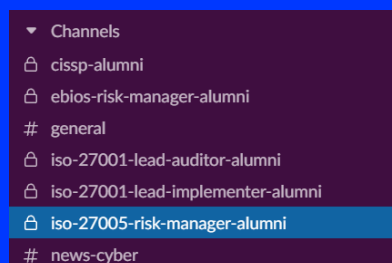 Channels
cissp-alumni
ebios-risk-manager-alumni
# general
iso-27001-lead-auditor-alumni
iso-27001-lead-implementer-alumni
iso-27005-risk-manager-alumni
# news-cyber